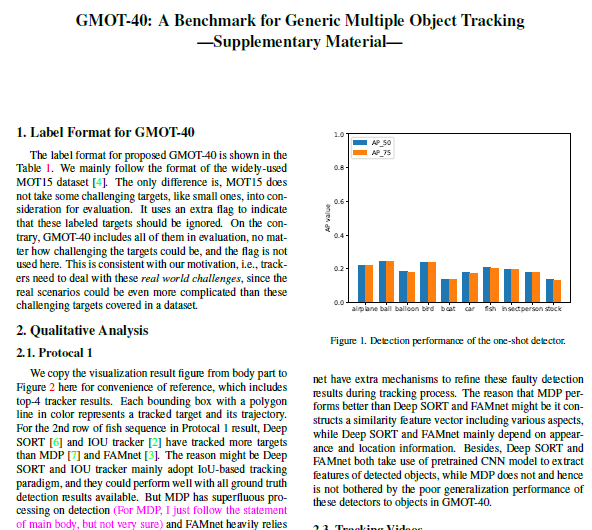 GMOT-40: A Benchmark for Generic Multiple Object Tracking
—Supplementary Material—
1. Label Format for GMOT-40
The label format for proposed GMOT-40 is shown in the
Table 1. We mainly follow the format of the widely-used
MOT15 dataset [4]. The only difference is, MOT15 does
not take some challenging targets, like small ones, into con-
sideration for evaluation. It uses an extra flag to indicate
that these labeled targets should be ignored. On the con-
trary, GMOT-40 includes all of them in evaluation, no mat-
ter how challenging the targets could be, and the flag is not
used here. This is consistent with our motivation, i.e., track-
ers need to deal with these real world challenges, since the
real scenarios could be even more complicated than these
challenging targets covered in a dataset.
2. Qualitative Analysis
2.1. Protocal 1
We copy the visualization result figure from body part to
Figure 2 here for convenience of reference, which includes
top-4 tracker results. Each bounding box with a polygon
line in color represents a tracked target and its trajectory.
For the 2nd row of fish sequence in Protocal 1 result, Deep
SORT [6] and IOU tracker [2] have tracked more targets
than MDP [7] and FAMnet [3]. The reason might be Deep
SORT and IOU tracker mainly adopt IoU-based tracking
paradigm, and they could perform well with all ground truth
detection results available. But MDP has superfluous pro-
cessing on detection (For MDP, I just follow the statement
of main body, but not very sure) and FAMnet heavily relies
1.0
0.8
0.6
0.4
0.2
0.0
AP value
AP_50
AP_75
airplane ball balloon bird boat car fish insect person stock
Figure 1. Detection performance of the one-shot detector.
net have extra mechanisms to refine these faulty detection
results during tracking process. The reason that MDP per-
forms better than Deep SORT and FAMnet might be it con-
structs a similarity feature vector including various aspects,
while Deep SORT and FAMnet mainly depend on appear-
ance and location information. Besides, Deep SORT and
FAMnet both take use of pretrained CNN model to extract
features of detected objects, while MDP does not and hence
is not bothered by the poor generalization performance of
these detectors to objects in GMOT-40.
2.3. Tracking Videos